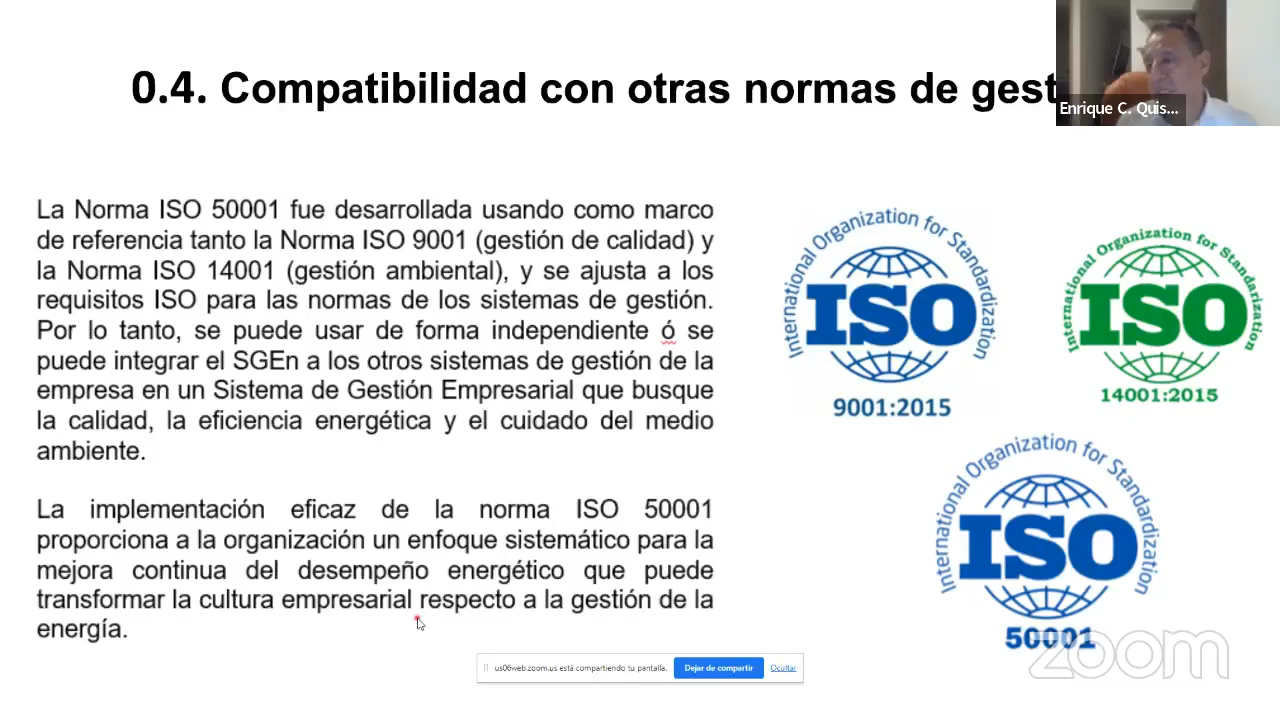 0.4. Compatibilidad con otras normas de gest
Enrique C. Quis...
La Norma ISO 50001 fue desarrollada usando como marco
de referencia tanto la Norma ISO 9001 (gestión de calidad) y
la Norma ISO 14001 (gestión ambiental), y se ajusta a los
requisitos ISO para las normas de los sistemas de gestión.
Por lo tanto, se puede usar de forma independiente ó se
puede integrar el SGEn a los otros sistemas de gestión de la
empresa en un Sistema de Gestión Empresarial que busque
la calidad, la eficiencia energética y el cuidado del medio
ambiente.
La implementación eficaz de la norma ISO 50001
proporciona a la organización un enfoque sistemático para la
mejora continua del desempeño energético que puede
transformar la cultura empresarial respecto a la gestión de la
energía.
International Organization for Standardization
ISO
9001:2015
International Organization for Standarization
ISO
14001:2015
International Organization for Standardization
ISO
50001
zoom
us06web.zoom.us está compartiendo tu pantalla.
Dejar de compartir
Ocultar